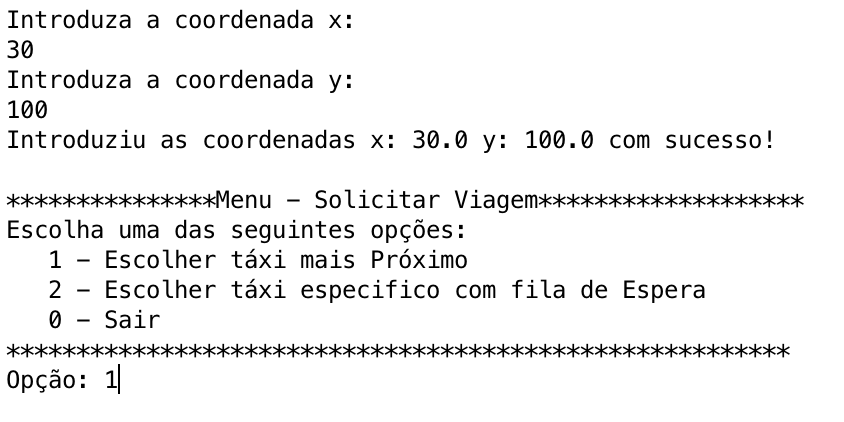 Introduza a coordenada x:
30
Introduza a coordenada y:
100
Introduziu as coordenadas x: 30.0 y: 100.0 com sucesso!
***************Menu – Solicitar Viagem*******************
Escolha uma das seguintes opções:
1 – Escolher táxi mais Próximo
2 – Escolher táxi especifico com fila de Espera
0 – Sair
********************************************************
Opção: 1